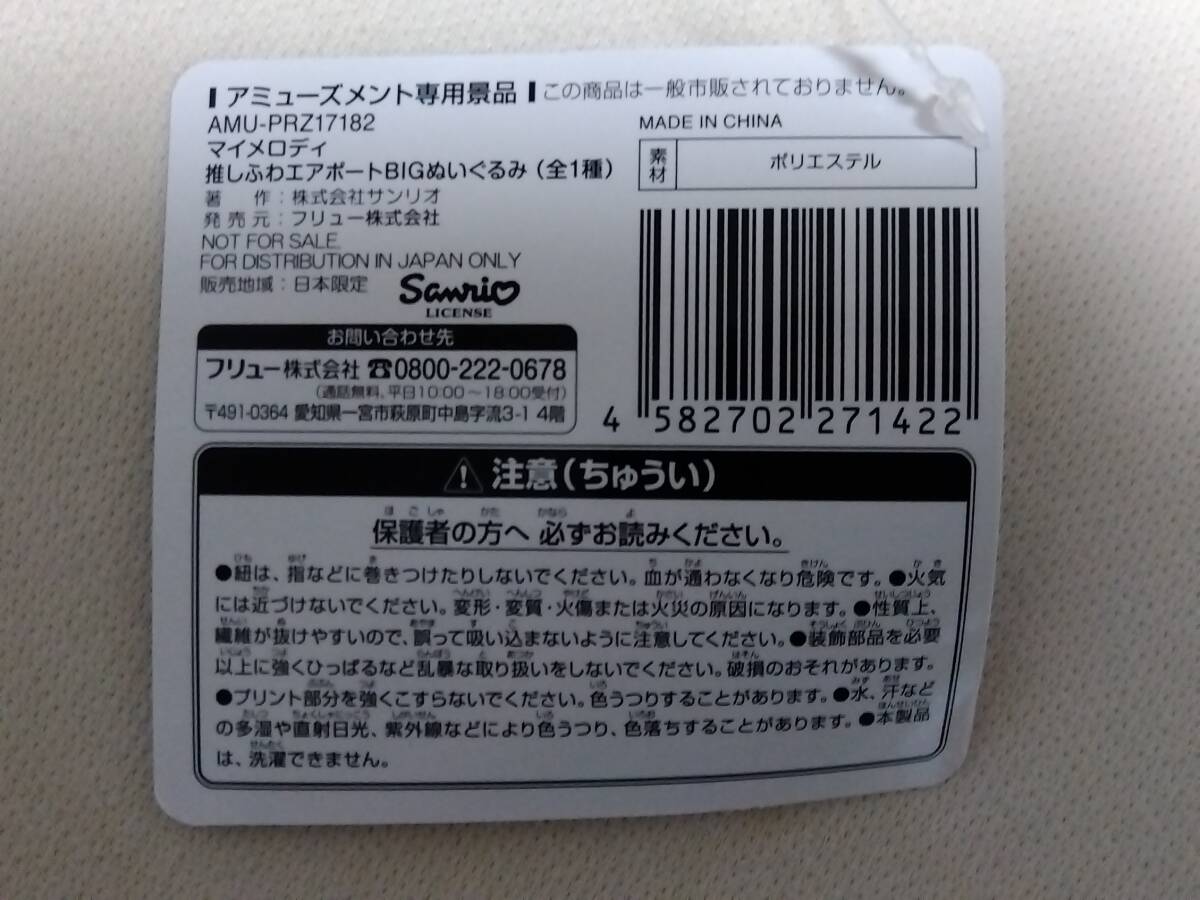 アミューズメント専用景品 この商品は一般市販されておりません。
AMU-PRZ17182
マイメロディ
推しふわエアポートBIGぬいぐるみ（全1種）
著 作：株式会社サンリオ
発売元：フリュー株式会社
NOT FOR SALE.
FOR DISTRIBUTION IN JAPAN ONLY
販売地域：日本限定
Sanrio
LICENSE
お問い合わせ先
フリュー株式会社 ☎0800-222-0678
（通話無料、平日10:00～18:00受付）
〒491-0364 愛知県一宮市萩原町中島字流3-1 4階
MADE IN CHINA
素材 ポリエステル
4 582702 271422
注意（ちゅうい）
保護者の方へ 必ずお読みください。
●紐は、指などに巻きつけたりしないでください。血が通わなくなり危険です。●火気
には近づけないでください。変形・変質・火傷または火災の原因になります。●性質上、
繊維が抜けやすいので、誤って吸い込まないように注意してください。●装飾部品を必要
以上に強くひっぱるなど乱暴な取り扱いをしないでください。破損のおそれがあります。
●プリント部分を強くこすらないでください。色うつりすることがあります。●水、汗など
の多湿や直射日光、紫外線などにより色うつり、色落ちすることがあります。●本製品
は、洗濯できません。